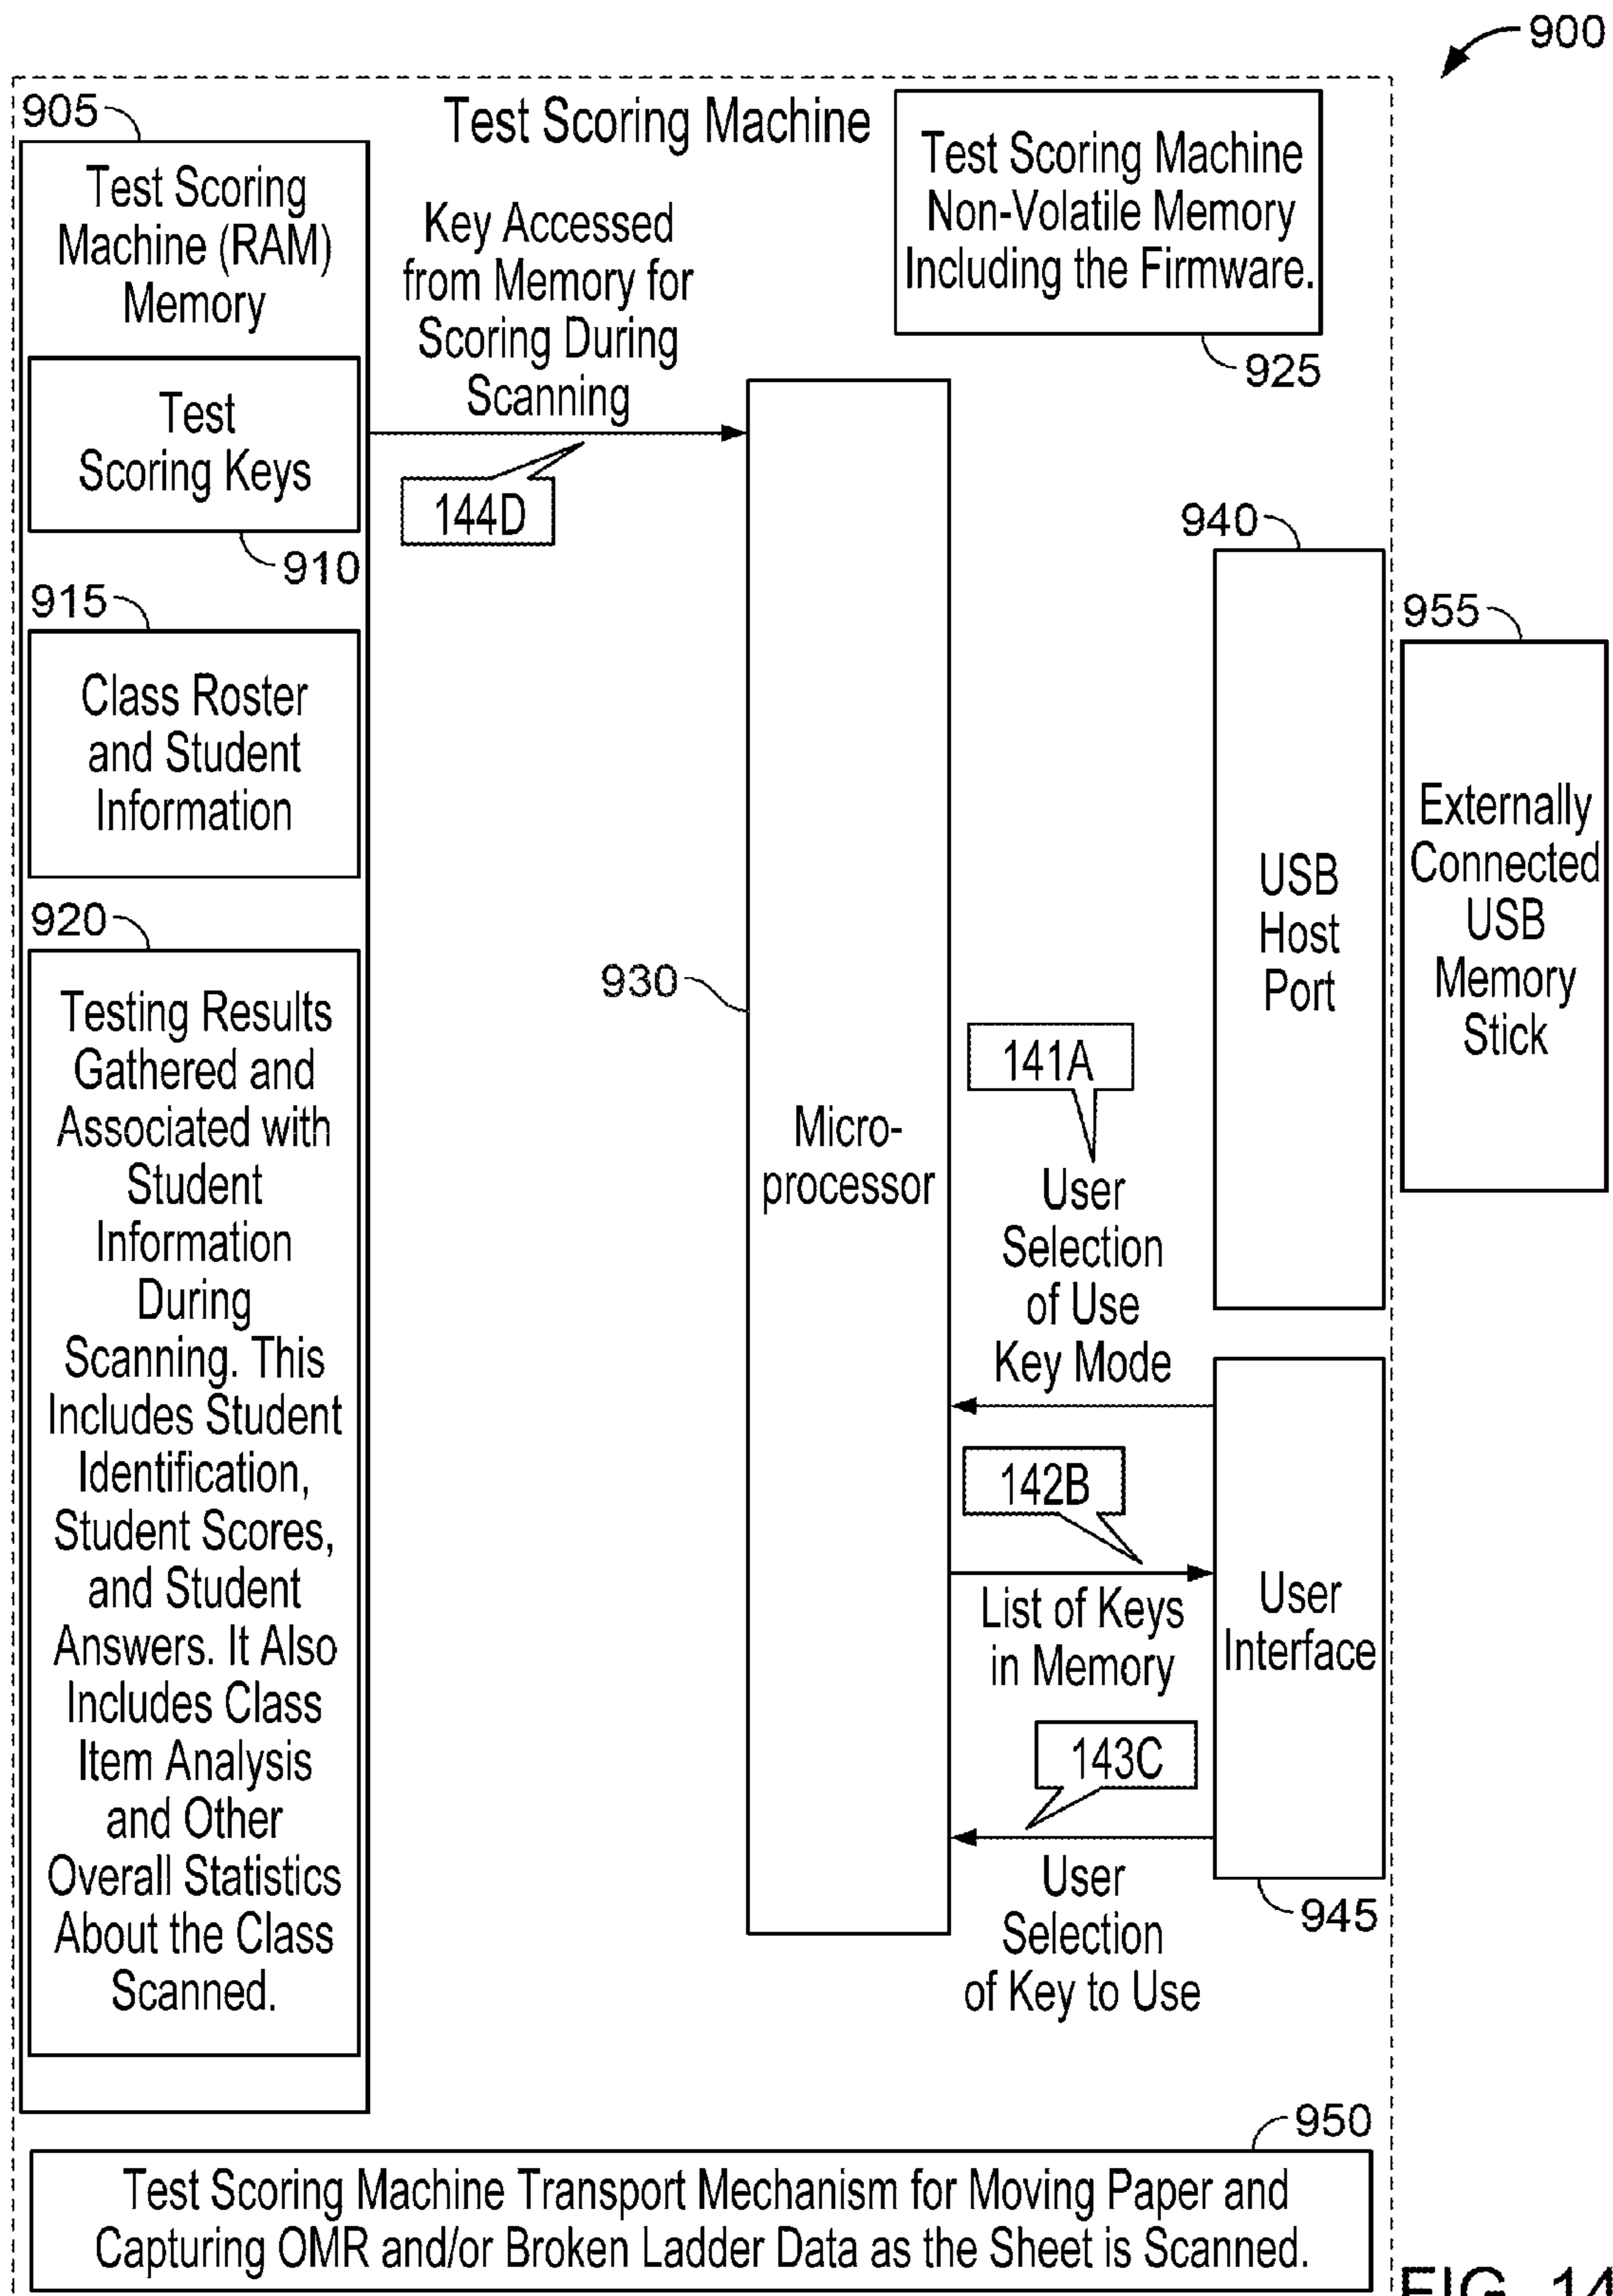 900
905
Test Scoring Machine
Test Scoring
Machine (RAM)
Memory
Test
Scoring Keys
910
915
Class Roster
and Student
Information
920
Testing Results
Gathered and
Associated with
Student
Information
During
Scanning. This
Includes Student
Identification,
Student Scores,
and Student
Answers. It Also
Includes Class
Item Analysis
and Other
Overall Statistics
About the Class
Scanned.
Key Accessed
from Memory for
Scoring During
Scanning
144D
Test Scoring Machine
Non-Volatile Memory
Including the Firmware.
925
930
Micro-
processor
940
USB
Host
Port
955
Externally
Connected
USB
Memory
Stick
141A
User
Selection
of Use
Key Mode
142B
List of Keys
in Memory
143C
User
Selection
of Key to Use
User
Interface
945
950
Test Scoring Machine Transport Mechanism for Moving Paper and
Capturing OMR and/or Broken Ladder Data as the Sheet is Scanned.
FIG. 14